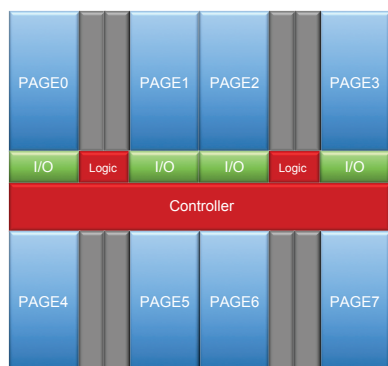 PAGE0 PAGE1 PAGE2 PAGE3
I/O Logic I/O I/O Logic I/O
Controller
PAGE4 PAGE5 PAGE6 PAGE7